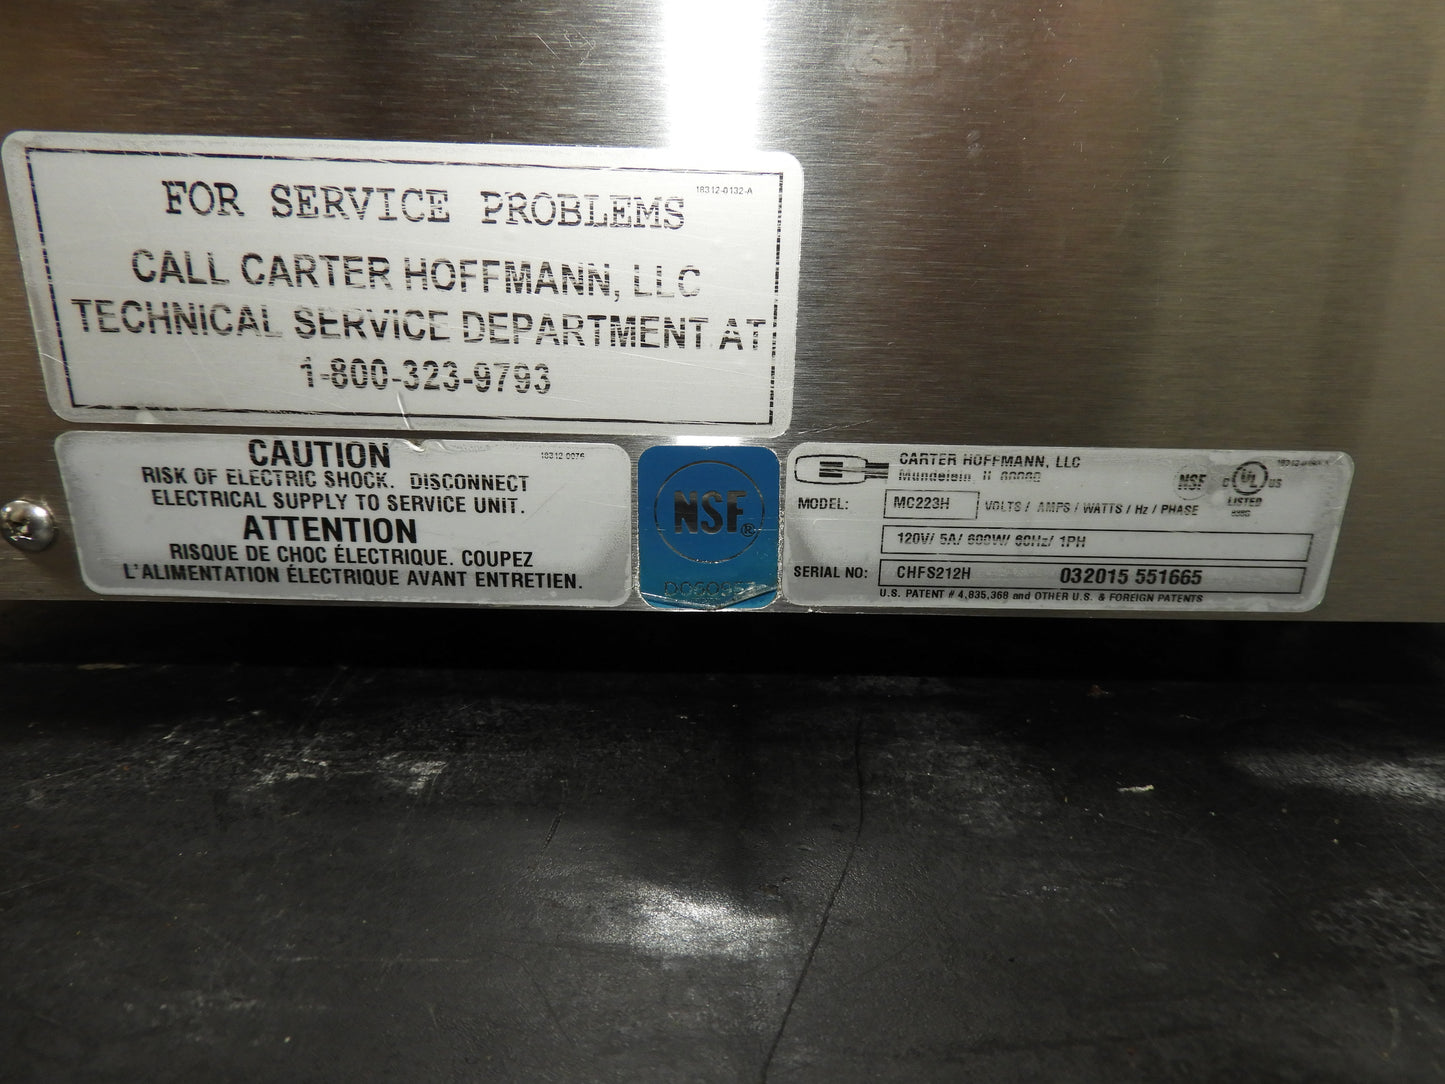 18312-0132-A
FOR SERVICE PROBLEMS
CALL CARTER HOFFMANN, LLC
TECHNICAL SERVICE DEPARTMENT AT
1-800-323-9793
CAUTION
18312 0076
RISK OF ELECTRIC SHOCK. DISCONNECT
ELECTRICAL SUPPLY TO SERVICE UNIT.
ATTENTION
RISQUE DE CHOC ÉLECTRIQUE. COUPEZ
L'ALIMENTATION ÉLECTRIQUE AVANT ENTRETIEN.
NSF®
CARTER HOFFMANN, LLC
Mundelein
NSF
C UL US
LISTED
MODEL: MC223H VOLTS / AMPS / WATTS / Hz / PHASE
120V/ 5A/ 600W/ 60Hz/ 1PH
SERIAL NO: CHFS212H 032015 551665
U.S. PATENT # 4,835,368 and OTHER U.S. & FOREIGN PATENTS